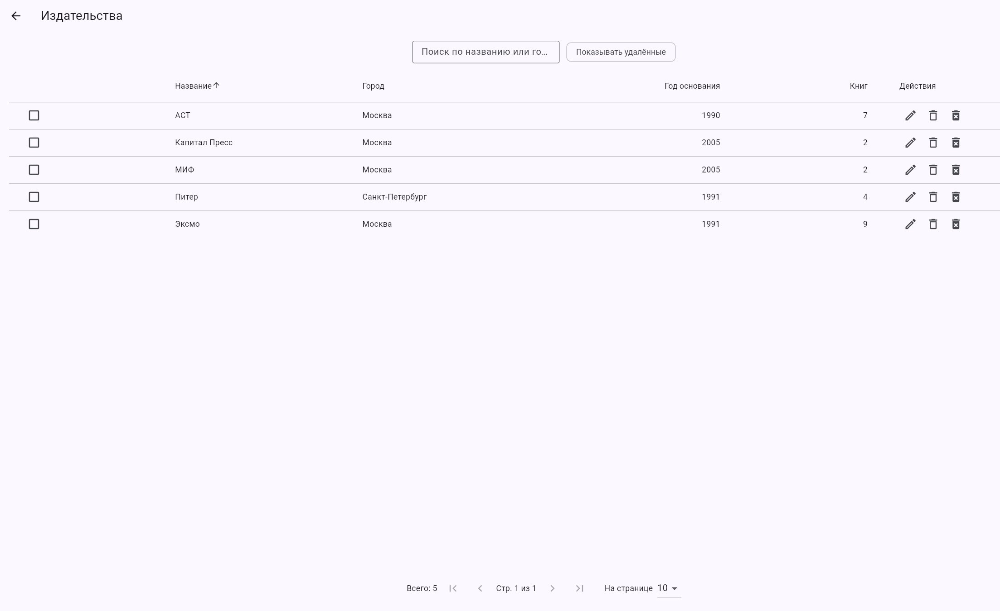 Издательства
Поиск по названию или го…
Показывать удалённые
Название Город Год основания Книг Действия
АСТ Москва 1990 7
Капитал Пресс Москва 2005 2
МИФ Москва 2005 2
Питер Санкт-Петербург 1991 4
Эксмо Москва 1991 9
Всего: 5 Стр. 1 из 1 На странице 10